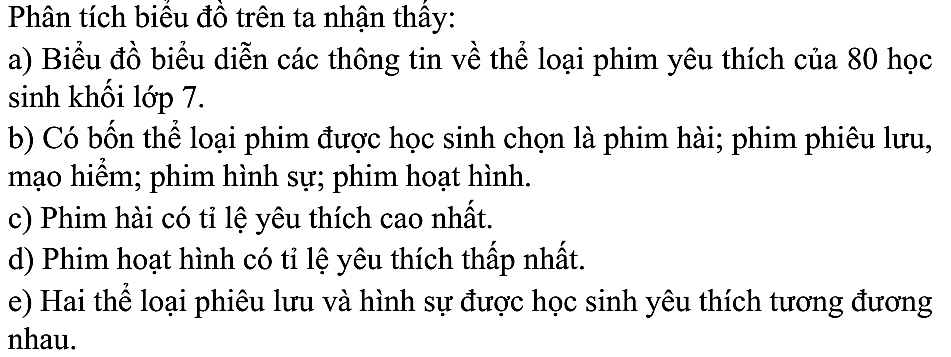 Phân tích biểu đồ trên ta nhận thấy:
a) Biểu đồ biểu diễn các thông tin về thể loại phim yêu thích của 80 học
sinh khối lớp 7.
b) Có bốn thể loại phim được học sinh chọn là phim hài; phim phiêu lưu,
mạo hiểm; phim hình sự; phim hoạt hình.
c) Phim hài có tỉ lệ yêu thích cao nhất.
d) Phim hoạt hình có tỉ lệ yêu thích thấp nhất.
e) Hai thể loại phiêu lưu và hình sự được học sinh yêu thích tương đương
nhau.